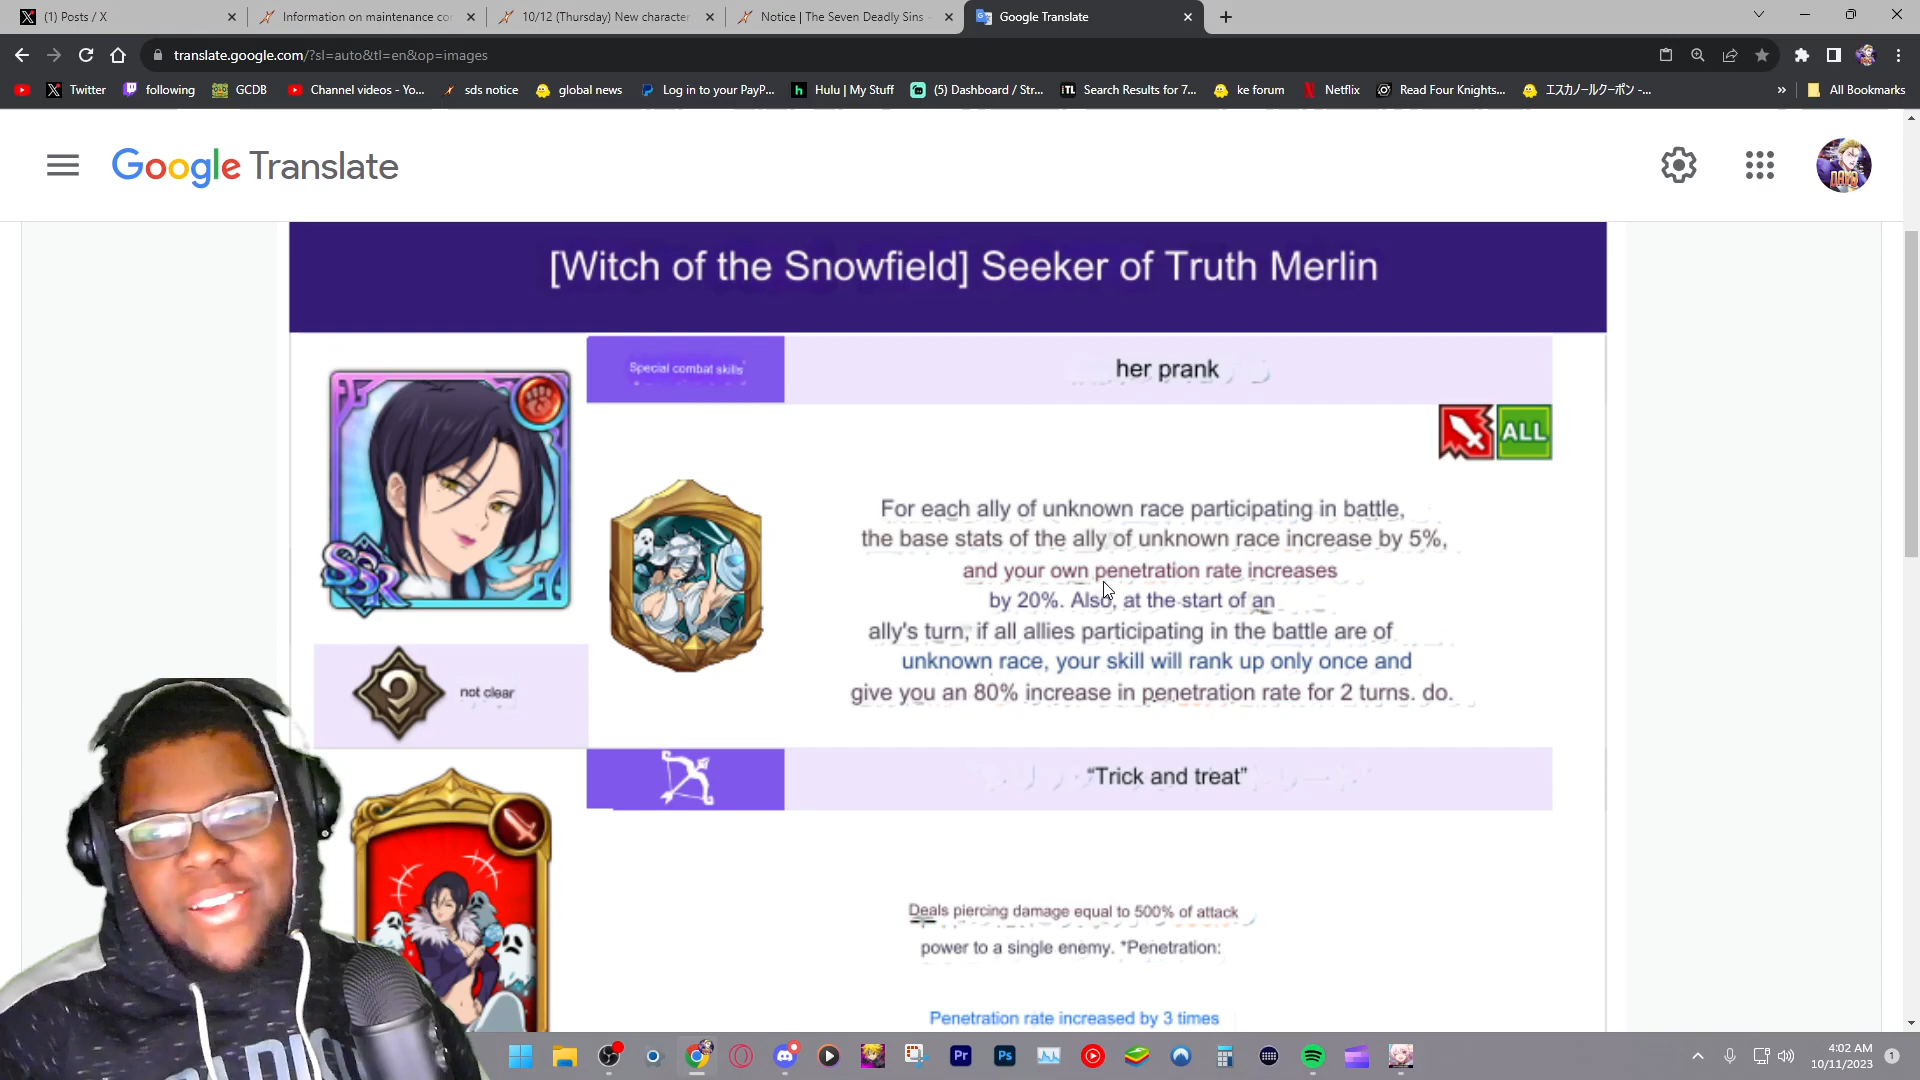 (1) Posts / X
Information on maintenance co
10/12 (Thursday) New character
Notice | The Seven Deadly Sins -
Google Translate
translate.google.com/?sl=auto&tl=en&op=images
Twitter
following
GCDB
Channel videos - Yo...
sds notice
global news
Log in to your PayP...
Hulu | My Stuff
(5) Dashboard / Str...
Search Results for 7...
ke forum
Netflix
Read Four Knights...
エスカノールクーポン -...
»
All Bookmarks
Google Translate
[Witch of the Snowfield] Seeker of Truth Merlin
Special combat skills
her prank
ALL
SSR
For each ally of unknown race participating in battle,
the base stats of the ally of unknown race increase by 5%,
and your own penetration rate increases
by 20%. Also, at the start of an
ally's turn, if all allies participating in the battle are of
unknown race, your skill will rank up only once and
give you an 80% increase in penetration rate for 2 turns. do.
not clear
“Trick and treat”
Deals piercing damage equal to 500% of attack
power to a single enemy. *Penetration:
Penetration rate increased by 3 times
Pr
Ps
4:02 AM
10/11/2023
1